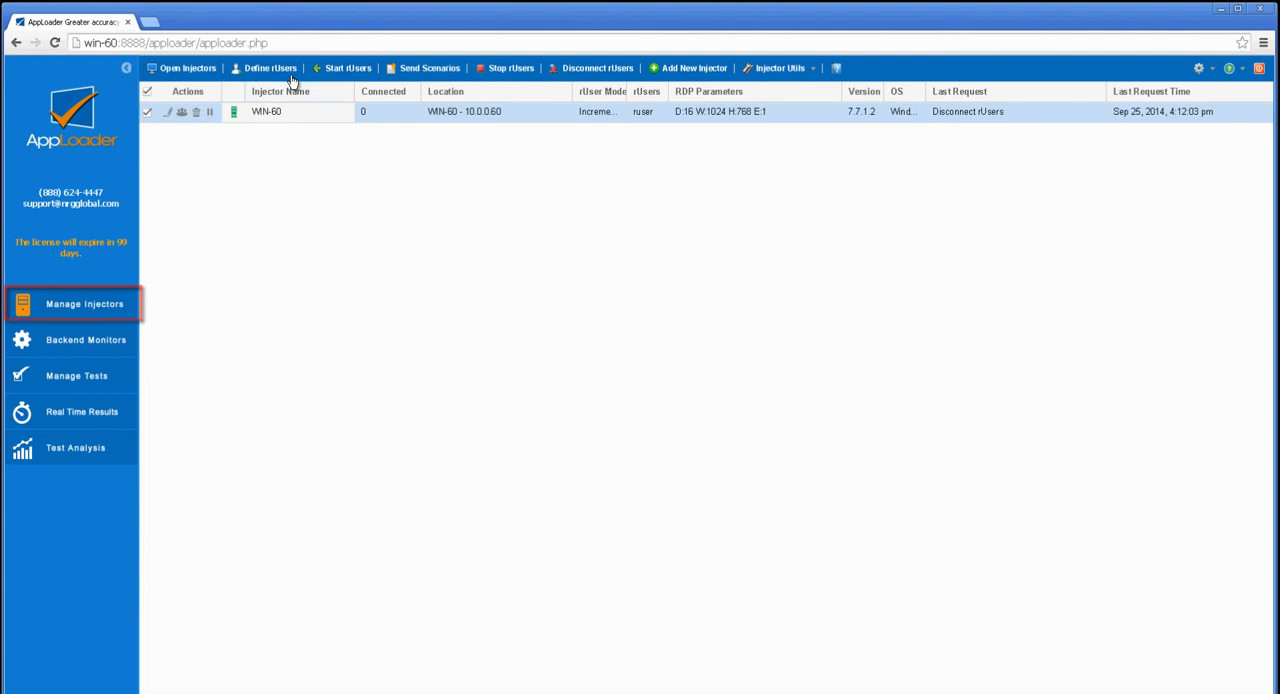 AppLoader Greater accuracy
win-60:8888/apploader/apploader.php
Open Injectors Define rUsers Start rUsers Send Scenarios Stop rUsers Disconnect rUsers Add New Injector Injector Utils
Actions Injector Name Connected Location rUser Mode rUsers RDP Parameters Version OS Last Request Last Request Time
WIN-60 0 WIN-60 - 10.0.0.60 Increme... ruser D:16 W:1024 H:768 E:1 7.7.1.2 Wind... Disconnect rUsers Sep 25, 2014, 4:12:03 pm
AppLoader
(888) 624-4447
support@nrgglobal.com
The license will expire in 99
days.
Manage Injectors
Backend Monitors
Manage Tests
Real Time Results
Test Analysis